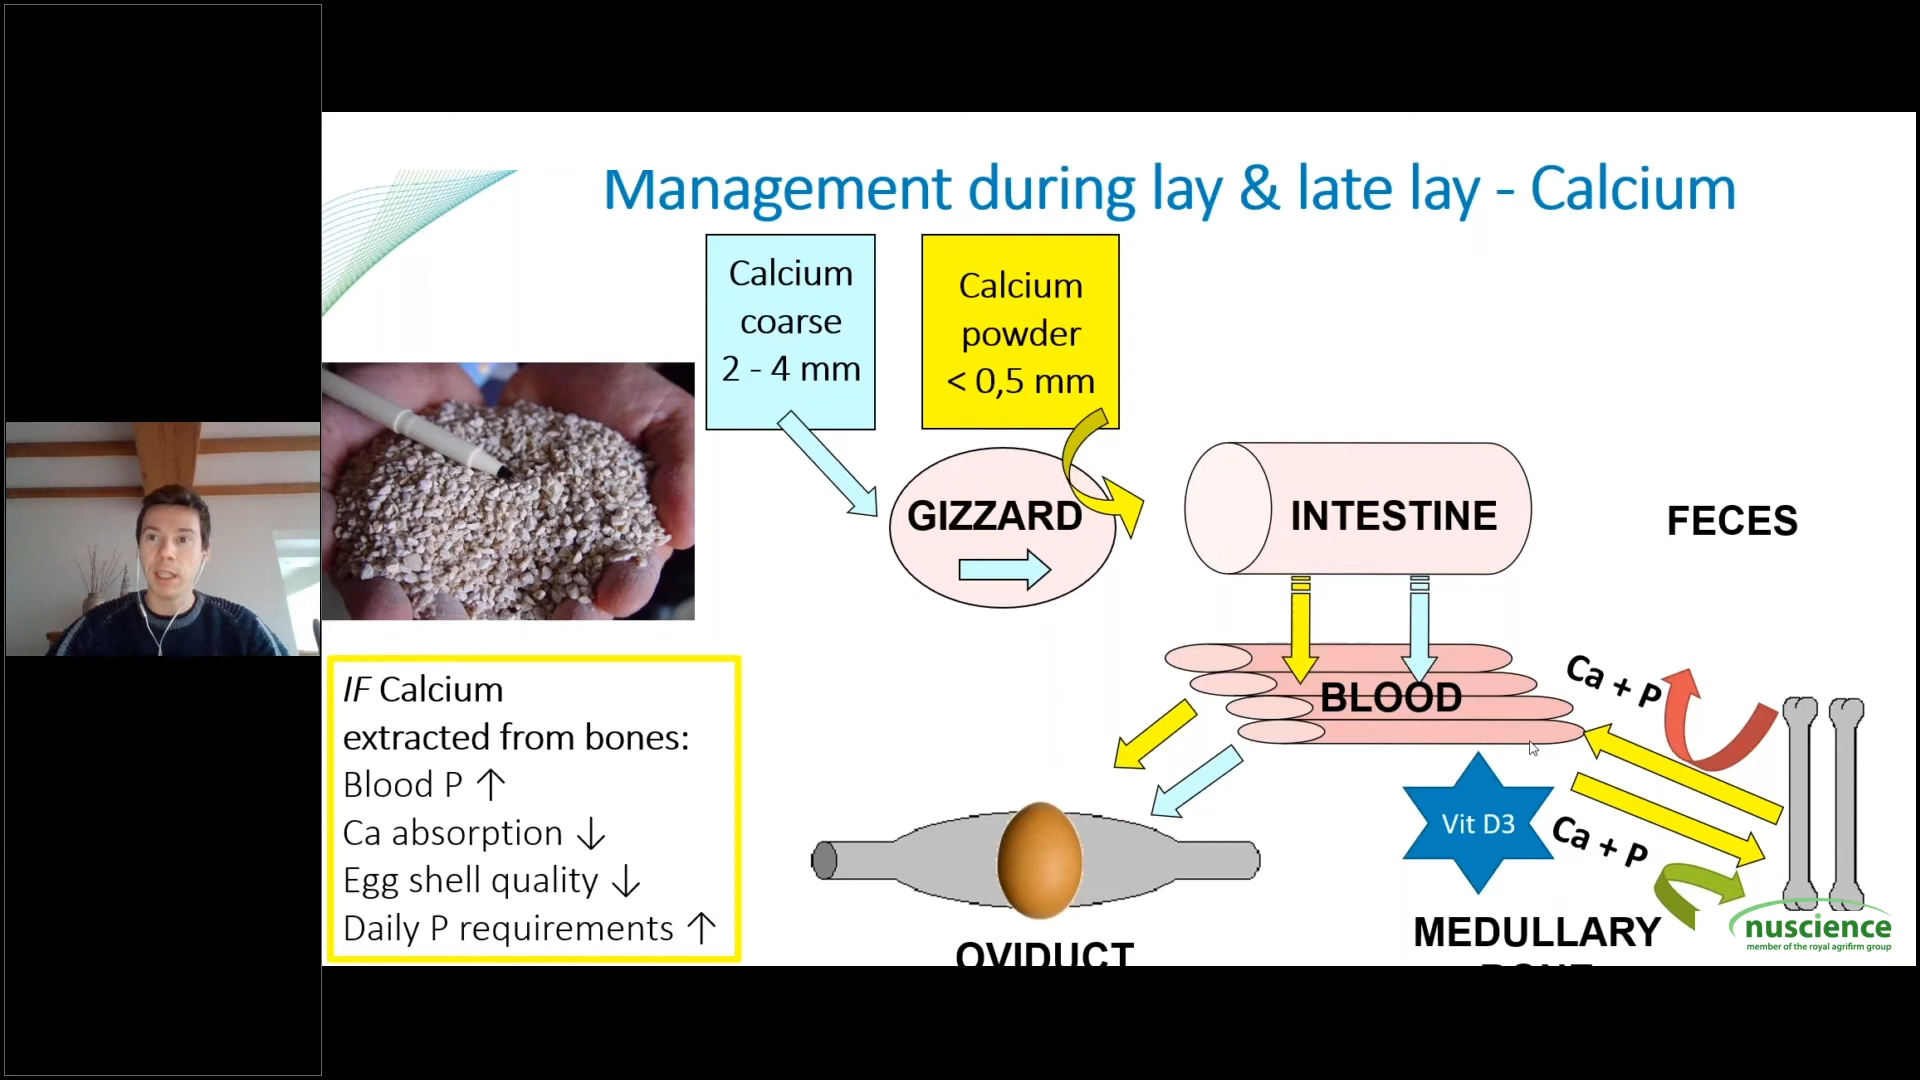 Management during lay & late lay - Calcium
Calcium
coarse
2 - 4 mm
Calcium
powder
< 0,5 mm
GIZZARD
INTESTINE
FECES
BLOOD
Ca + P
IF Calcium
extracted from bones:
Blood P ↑
Ca absorption ↓
Egg shell quality ↓
Daily P requirements ↑
Vit D3
Ca + P
OVIDUCT
MEDULLARY
BONE
nuscience
member of the royal agrifirm group